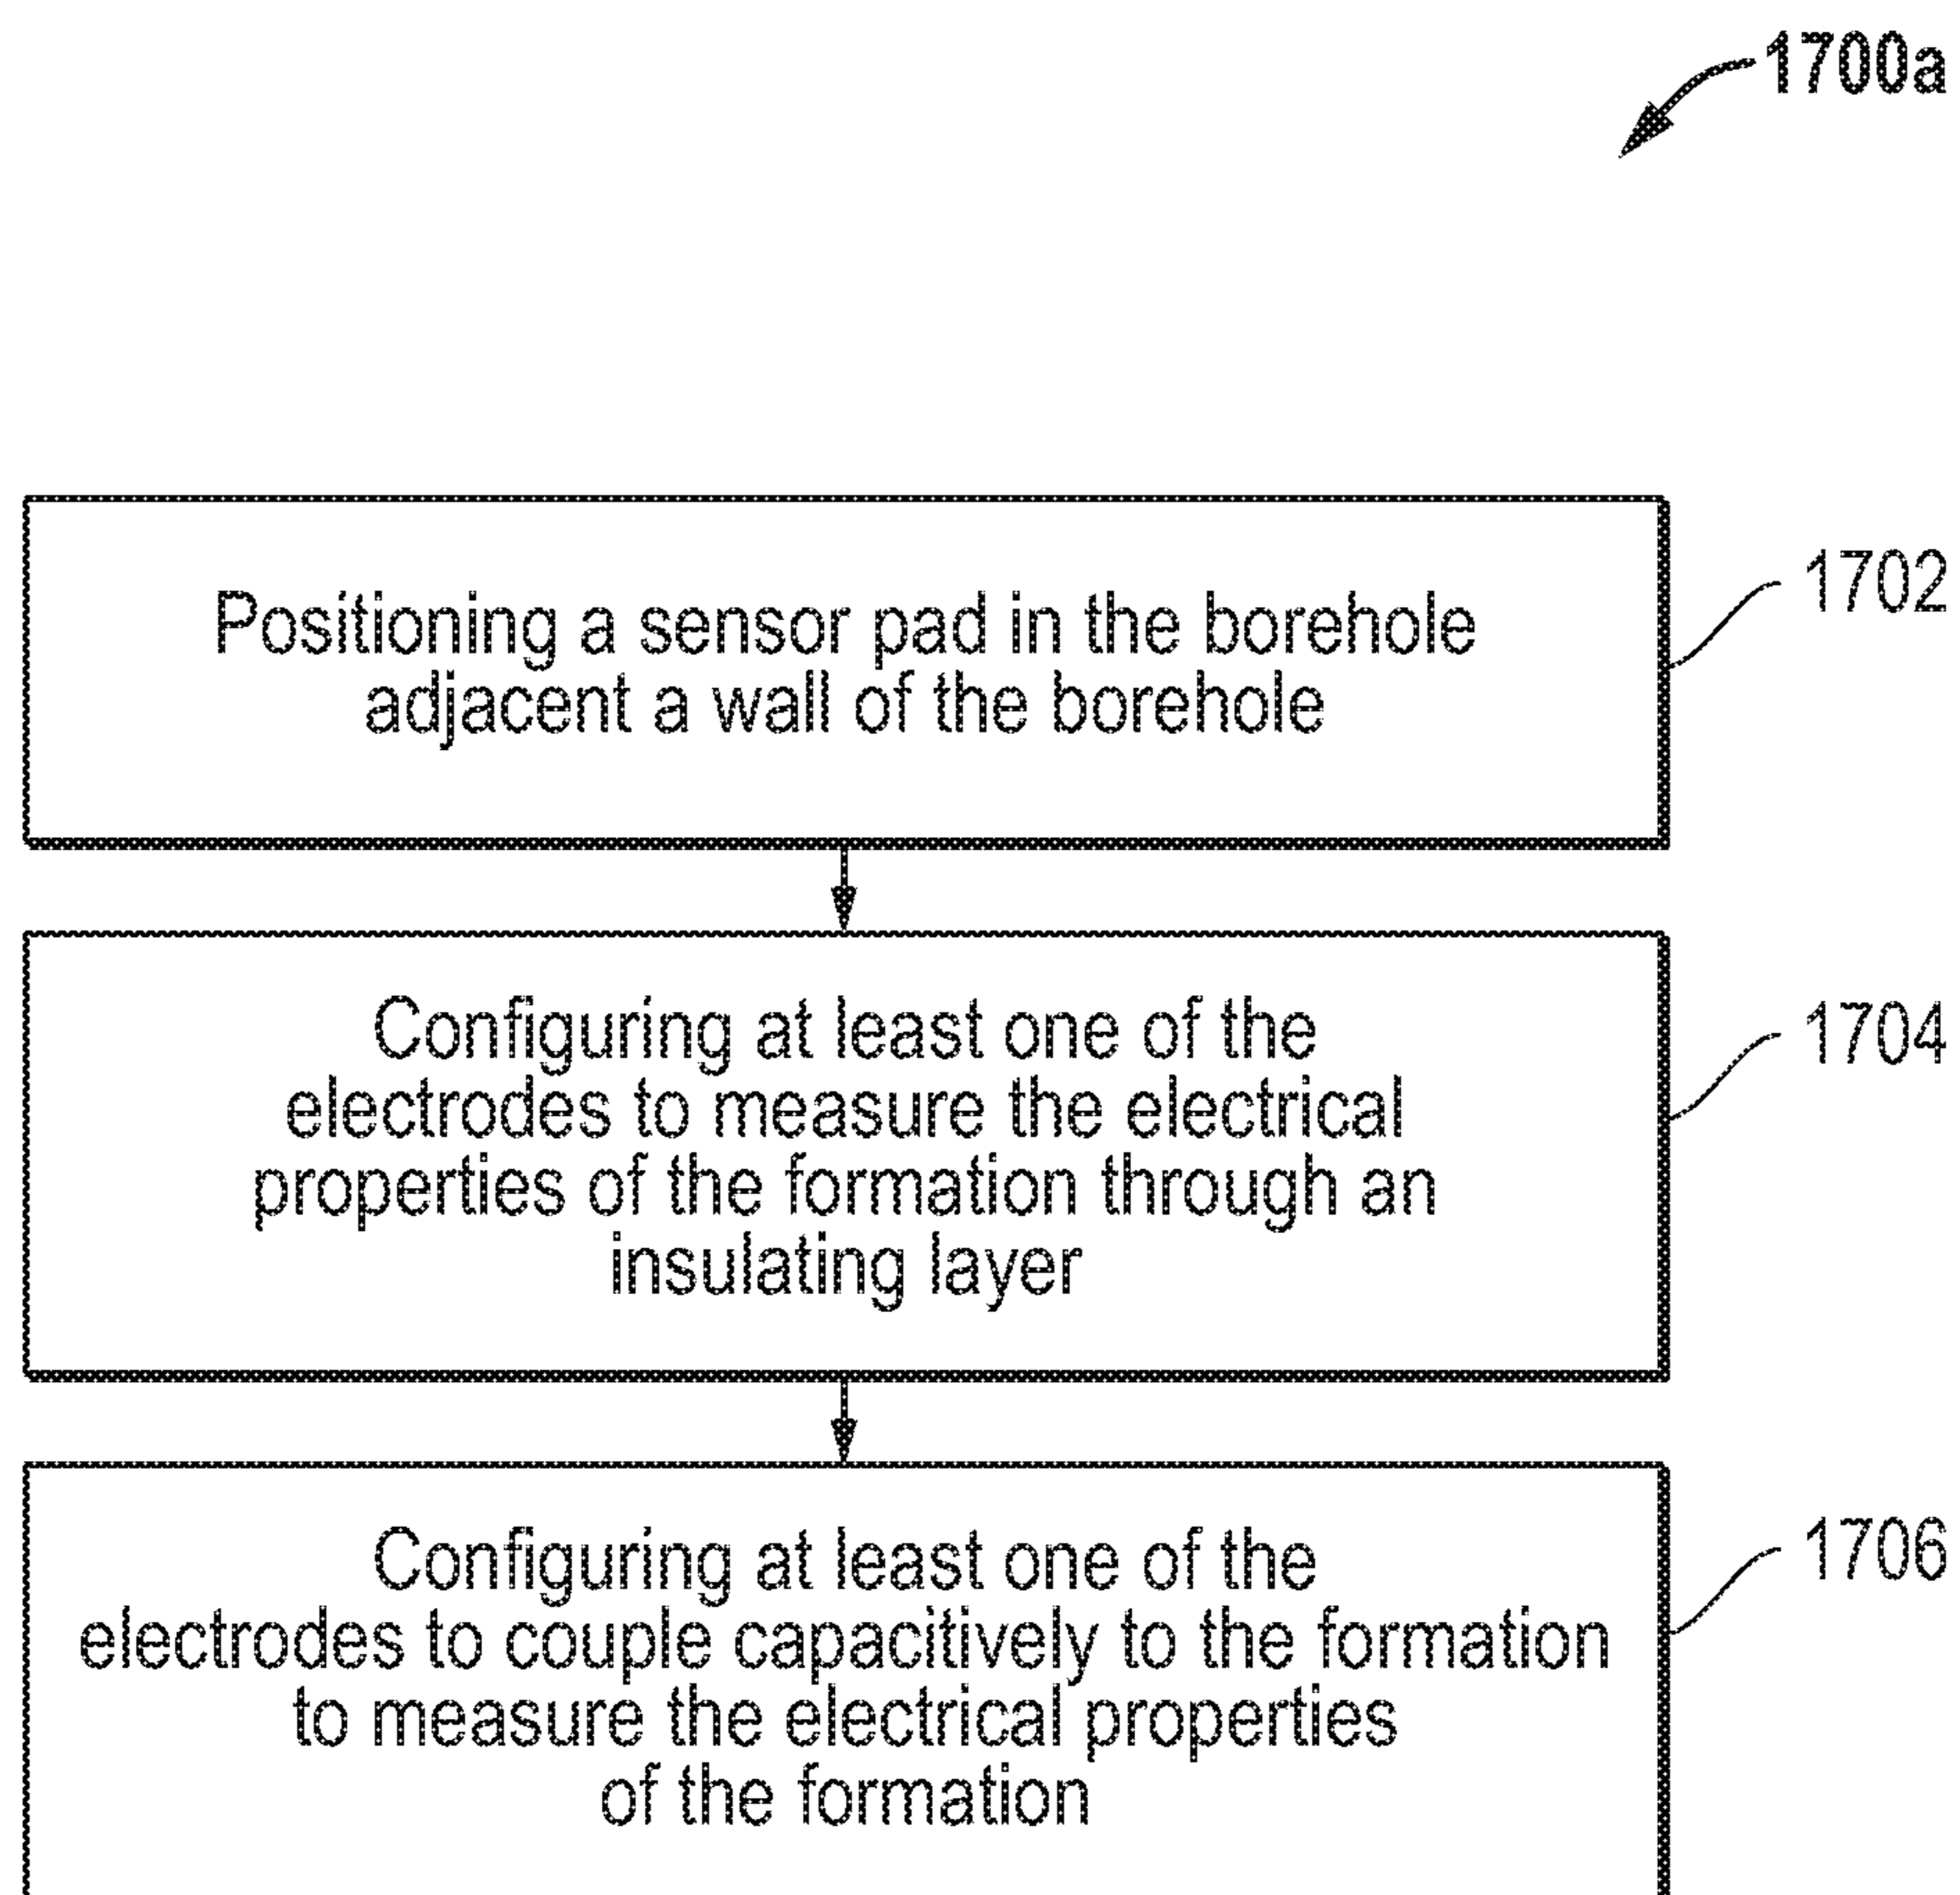 1700a
Positioning a sensor pad in the borehole
adjacent a wall of the borehole
1702
Configuring at least one of the
electrodes to measure the electrical
properties of the formation through an
insulating layer
1704
Configuring at least one of the
electrodes to couple capacitively to the formation
to measure the electrical properties
of the formation
1706